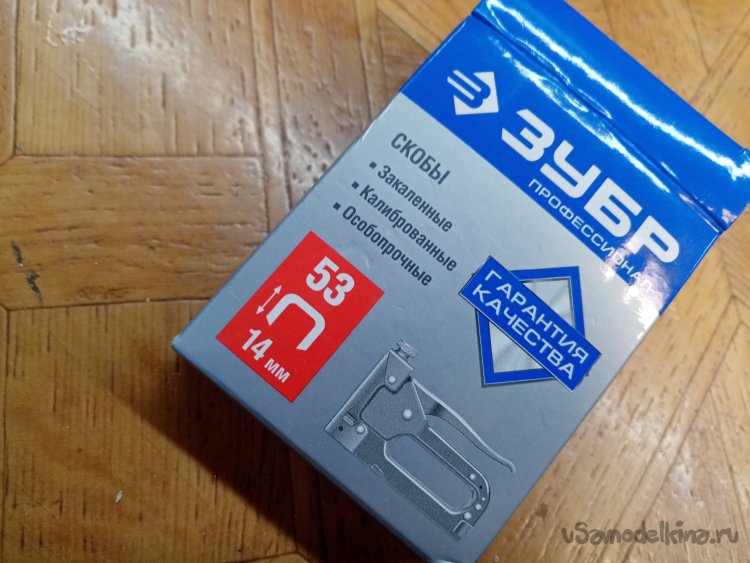 ЗУБР
ПРОФЕССИОНАЛ
СКОБЫ
▪ Закаленные
▪ Калиброванные
▪ Особопрочные
53
14 мм
ГАРАНТИЯ
КАЧЕСТВА
vSamodelkina.ru